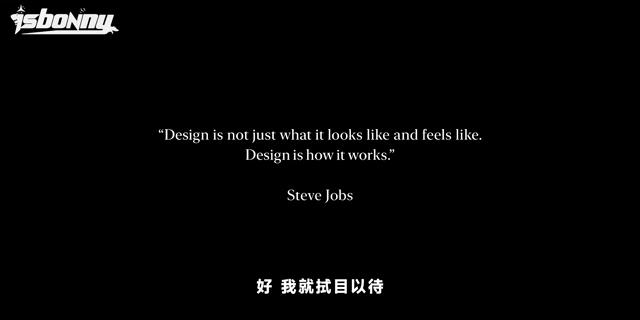 isbonny
“Design is not just what it looks like and feels like.
Design is how it works.”
Steve Jobs
好 我就拭目以待